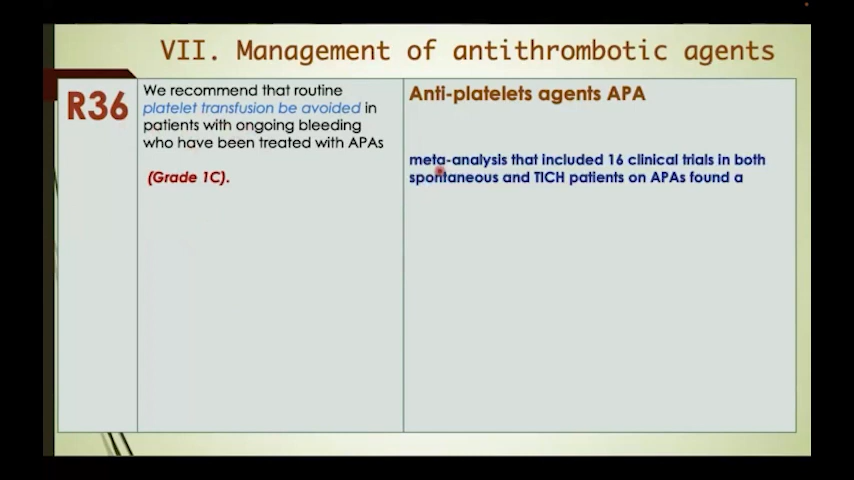 VII. Management of antithrombotic agents
R36
We recommend that routine
platelet transfusion be avoided in
patients with ongoing bleeding
who have been treated with APAs
(Grade 1C).
Anti-platelets agents APA
meta-analysis that included 16 clinical trials in both
spontaneous and TICH patients on APAs found a